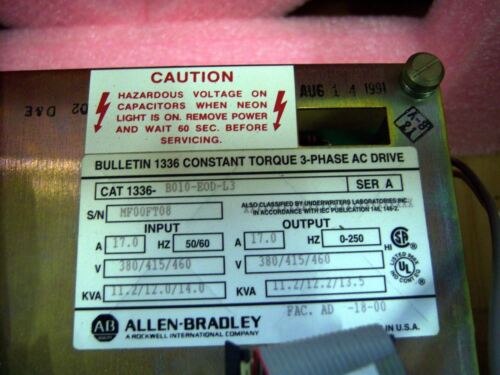 CAUTION
HAZARDOUS VOLTAGE ON
CAPACITORS WHEN NEON
LIGHT IS ON. REMOVE POWER
AND WAIT 60 SEC. BEFORE
SERVICING.
AUG 1 4 1991
D&E
BULLETIN 1336 CONSTANT TORQUE 3-PHASE AC DRIVE
CAT 1336- B010-EOD-L3 SER A
S/N MF00FT08
ALSO CLASSIFIED BY UNDERWRITERS LABORATORIES INC.
IN ACCORDANCE WITH IEC PUBLICATION 146, 146-2.
INPUT OUTPUT
A 17.0 HZ 50/60 A 17.0 HZ 0-250
V 380/415/460 V 380/415/460
KVA 11.2/12.0/14.0 KVA 11.2/12.2/13.5
HI
UL
AB ALLEN-BRADLEY
A ROCKWELL INTERNATIONAL COMPANY
FAC. AD -18-00
IN U.S.A.